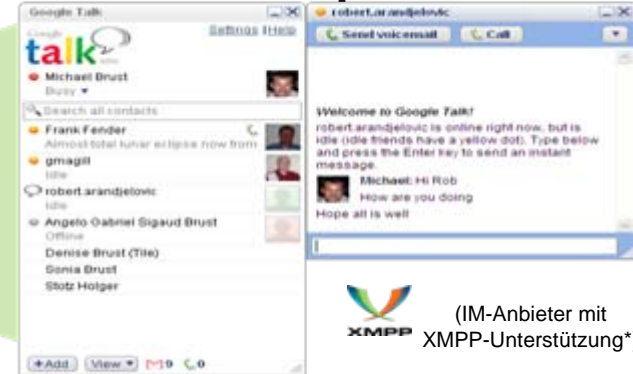 Google Talk
Settings | Help
Google
talk
Michael Brust
Busy
Search all contacts
Frank Fender
Almost total lunar eclipse now from
gmagill
Idle
robert.arandjelovic
Idle
Angelo Gabriel Sigaud Brust
Offline
Denise Brust (Tile)
Sonia Brust
Stotz Holger
+Add
View
9
0
robert.arandjelovic
Send voicemail
Call
Welcome to Google Talk!
robert.arandjelovic is online right now, but is
idle (idle friends have a yellow dot). Type below
and press the Enter key to send an instant
message.
Michael: Hi Rob
How are you doing
Hope all is well
XMPP
(IM-Anbieter mit
XMPP-Unterstützung*